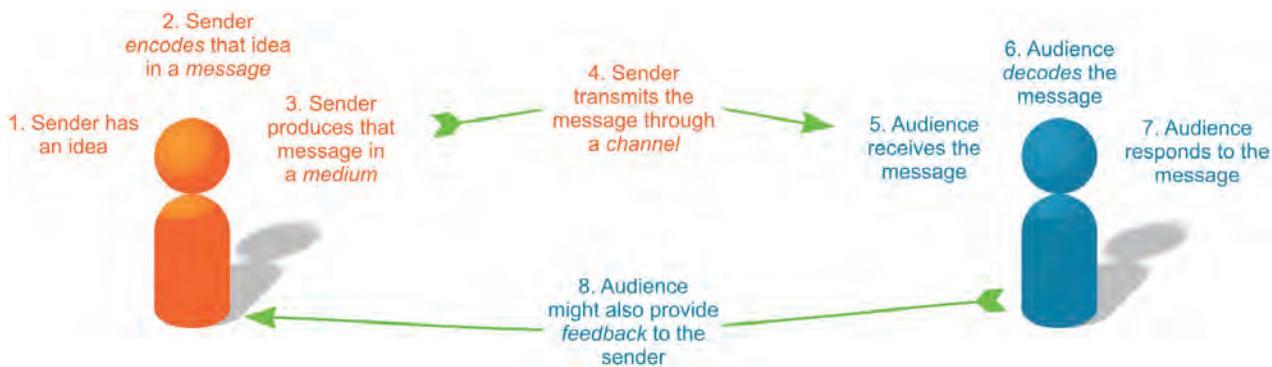 1. Sender has
an idea
2. Sender
encodes that idea
in a message
3. Sender
produces that
message in
a medium
4. Sender
transmits the
message through
a channel
5. Audience
receives the
message
6. Audience
decodes the
message
7. Audience
responds to the
message
8. Audience
might also provide
feedback to the
sender